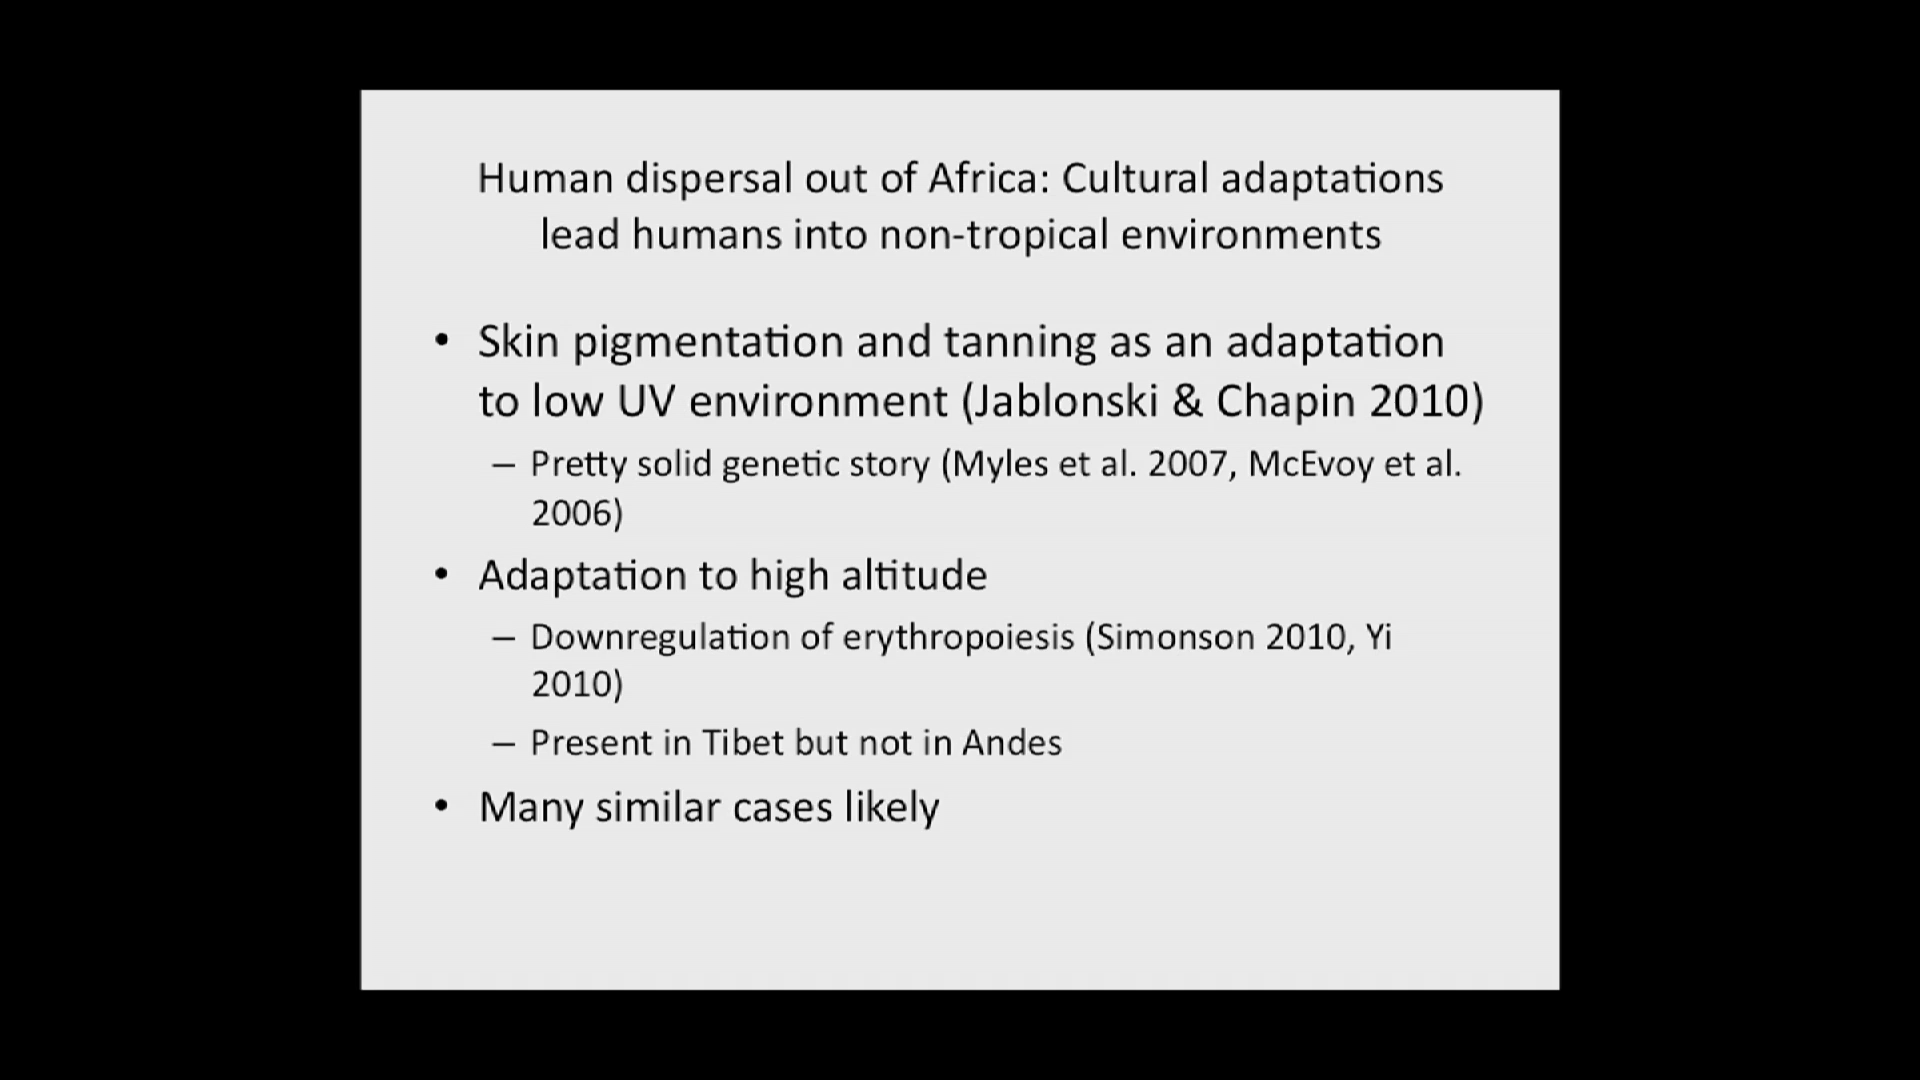 Human dispersal out of Africa: Cultural adaptations
lead humans into non-tropical environments
• Skin pigmentation and tanning as an adaptation
to low UV environment (Jablonski & Chapin 2010)
– Pretty solid genetic story (Myles et al. 2007, McEvoy et al.
2006)
• Adaptation to high altitude
– Downregulation of erythropoiesis (Simonson 2010, Yi
2010)
– Present in Tibet but not in Andes
• Many similar cases likely